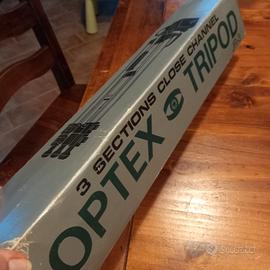 3 SECTIONS CLOSE CHANNEL
OPTEX TRIPOD